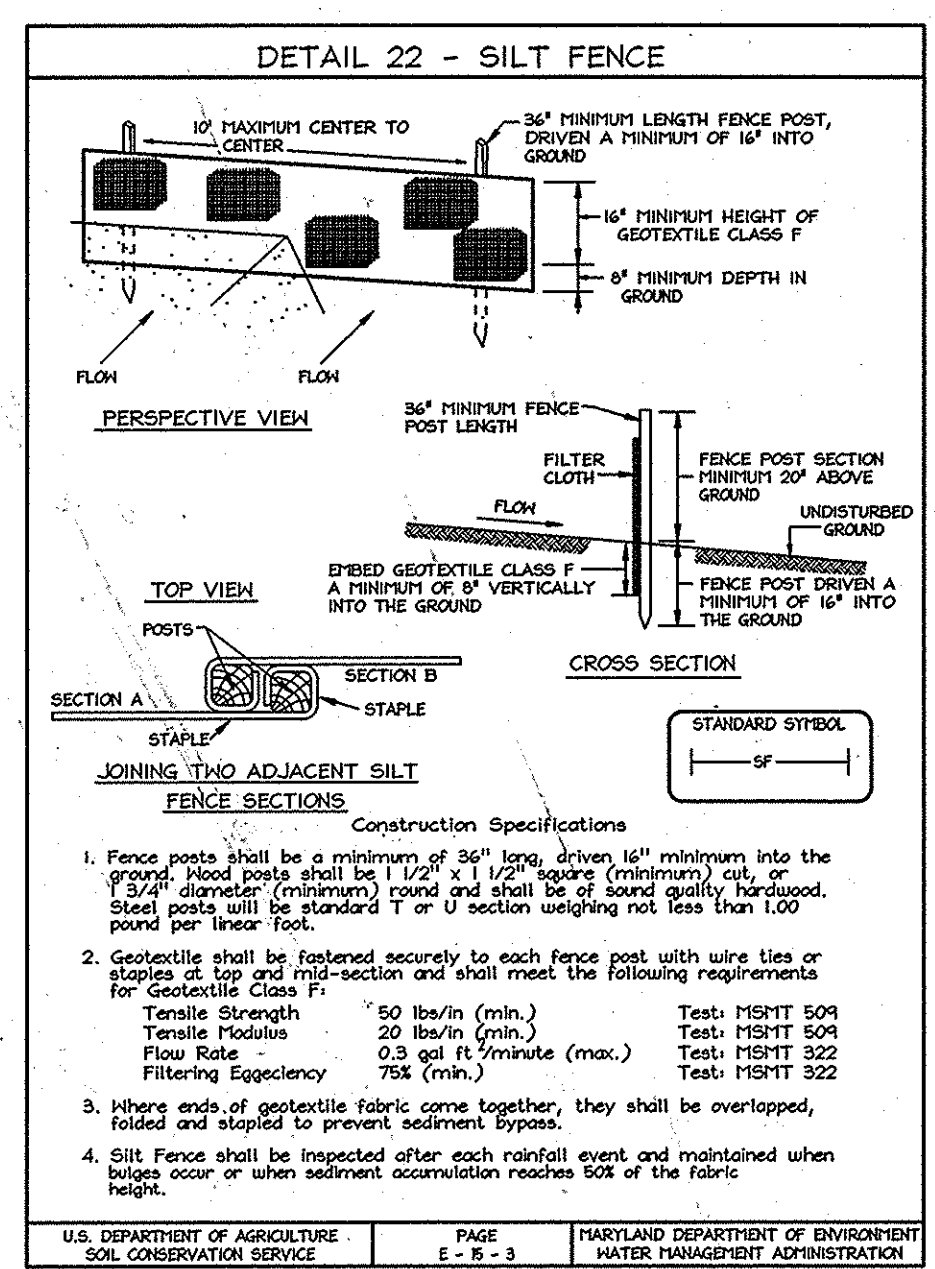 DETAIL 22 - SILT FENCE
10' MAXIMUM CENTER TO
CENTER
36" MINIMUM LENGTH FENCE POST,
DRIVEN A MINIMUM OF 16" INTO
GROUND
16" MINIMUM HEIGHT OF
GEOTEXTILE CLASS F
8" MINIMUM DEPTH IN
GROUND
FLOW
FLOW
PERSPECTIVE VIEW
36" MINIMUM FENCE
POST LENGTH
FILTER
CLOTH
FENCE POST SECTION
MINIMUM 20" ABOVE
GROUND
FLOW
UNDISTURBED
GROUND
EMBED GEOTEXTILE CLASS F
A MINIMUM OF 8" VERTICALLY
INTO THE GROUND
FENCE POST DRIVEN A
MINIMUM OF 16" INTO
THE GROUND
CROSS SECTION
TOP VIEW
POSTS
SECTION A
SECTION B
STAPLE
STAPLE
JOINING TWO ADJACENT SILT
FENCE SECTIONS
STANDARD SYMBOL
SF
Construction Specifications
1. Fence posts shall be a minimum of 36" long, driven 16" minimum into the
ground. Wood posts shall be 1 1/2" x 1 1/2" square (minimum) cut, or
1 3/4" diameter (minimum) round and shall be of sound quality hardwood.
Steel posts will be standard T or U section weighing not less than 1.00
pound per linear foot.
2. Geotextile shall be fastened securely to each fence post with wire ties or
staples at top and mid-section and shall meet the following requirements
for Geotextile Class F:
Tensile Strength 50 lbs/in (min.) Test: MSMT 509
Tensile Modulus 20 lbs/in (min.) Test: MSMT 509
Flow Rate 0.3 gal ft²/minute (max.) Test: MSMT 322
Filtering Eggeciency 75% (min.) Test: MSMT 322
3. Where ends of geotextile fabric come together, they shall be overlapped,
folded and stapled to prevent sediment bypass.
4. Silt Fence shall be inspected after each rainfall event and maintained when
bulges occur or when sediment accumulation reaches 50% of the fabric
height.
U.S. DEPARTMENT OF AGRICULTURE
SOIL CONSERVATION SERVICE
PAGE
E - 15 - 3
MARYLAND DEPARTMENT OF ENVIRONMENT
WATER MANAGEMENT ADMINISTRATION